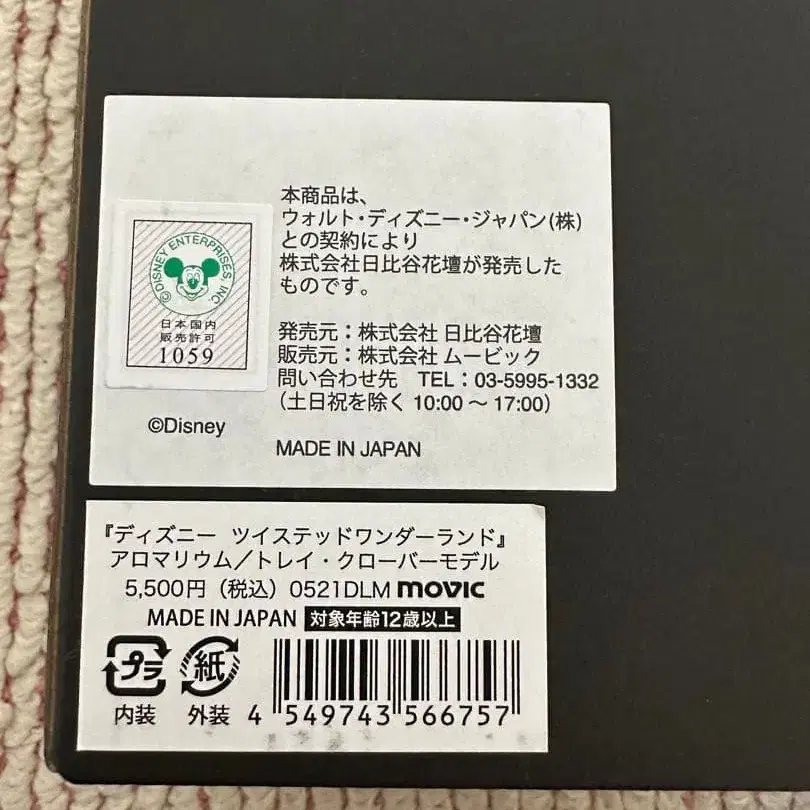 本商品は、
ウォルト・ディズニー・ジャパン(株)
との契約により
株式会社日比谷花壇が発売した
ものです。
©DISNEY ENTERPRISES, INC.
日本国内
販売許可
1059
発売元：株式会社 日比谷花壇
販売元：株式会社 ムービック
問い合わせ先 TEL：03-5995-1332
(土日祝を除く 10:00 〜 17:00)
©Disney
MADE IN JAPAN
『ディズニー ツイステッドワンダーランド』
アロマリウム／トレイ・クローバーモデル
5,500円（税込）0521DLM movic
MADE IN JAPAN 対象年齢12歳以上
プラ 紙
内装 外装
4 549743 566757